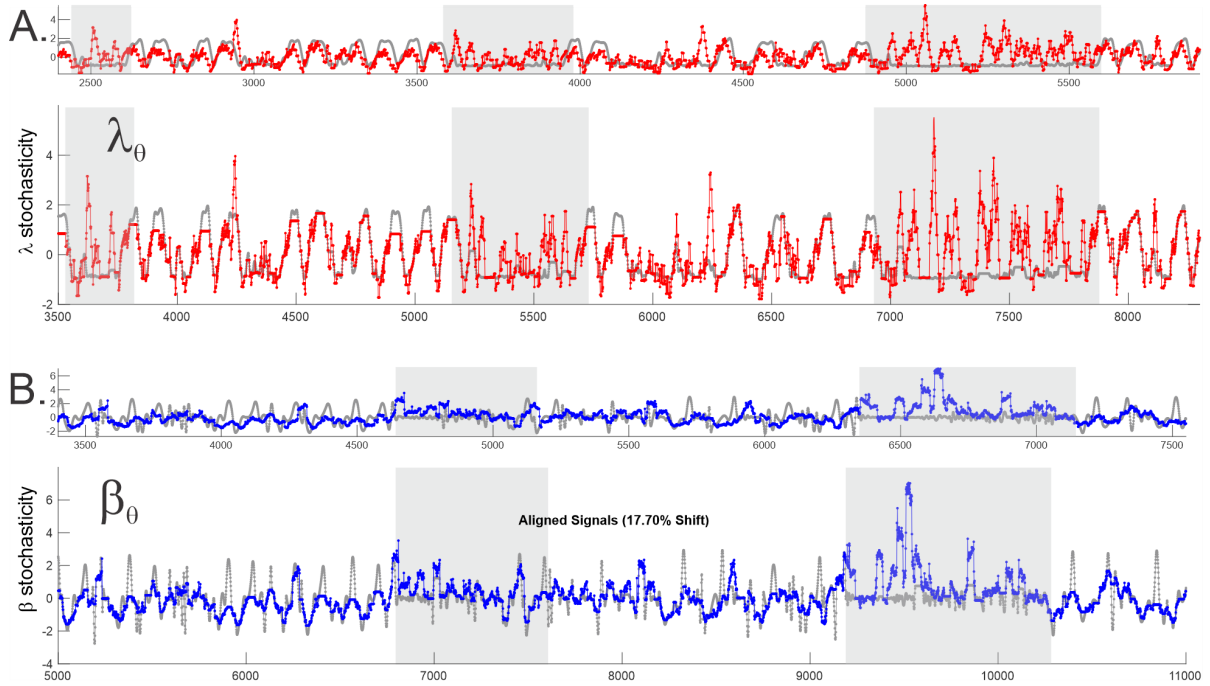 A.
4
2
0
2500 3000 3500 4000 4500 5000 5500
λ stochasticity
λθ
4
2
0
-2
3500 4000 4500 5000 5500 6000 6500 7000 7500 8000
B.
6
4
2
0
-2
3500 4000 4500 5000 5500 6000 6500 7000 7500
β stochasticity
βθ
Aligned Signals (17.70% Shift)
6
4
2
0
-2
-4
5000 6000 7000 8000 9000 10000 11000